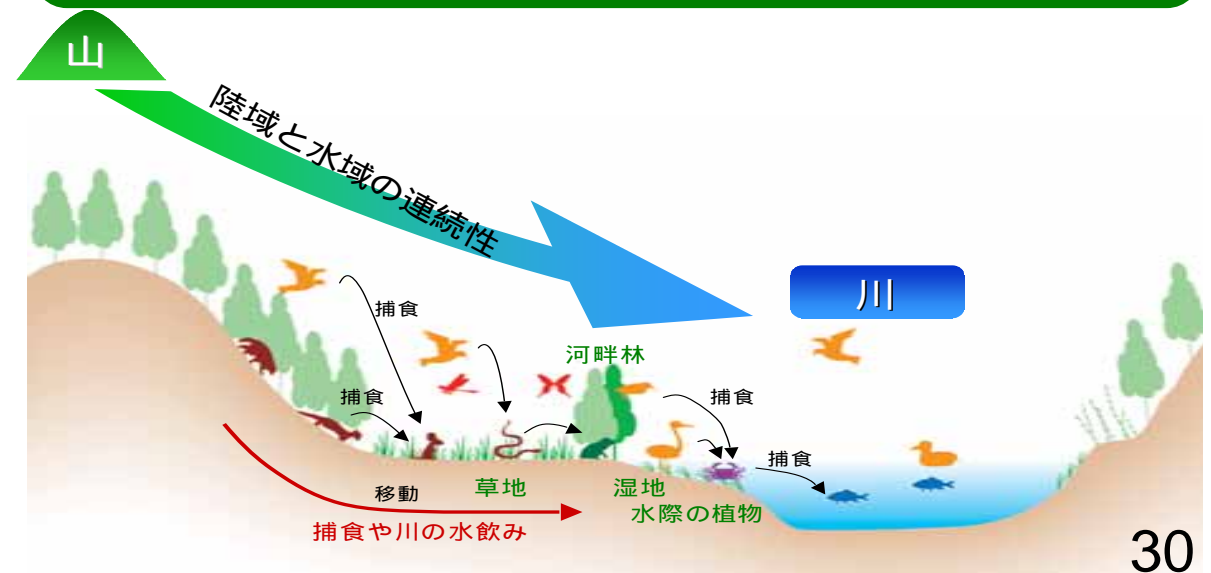 山
陸域と水域の連続性
川
捕食
河畔林
捕食
捕食
捕食
移動
草地
湿地
水際の植物
捕食や川の水飲み
30